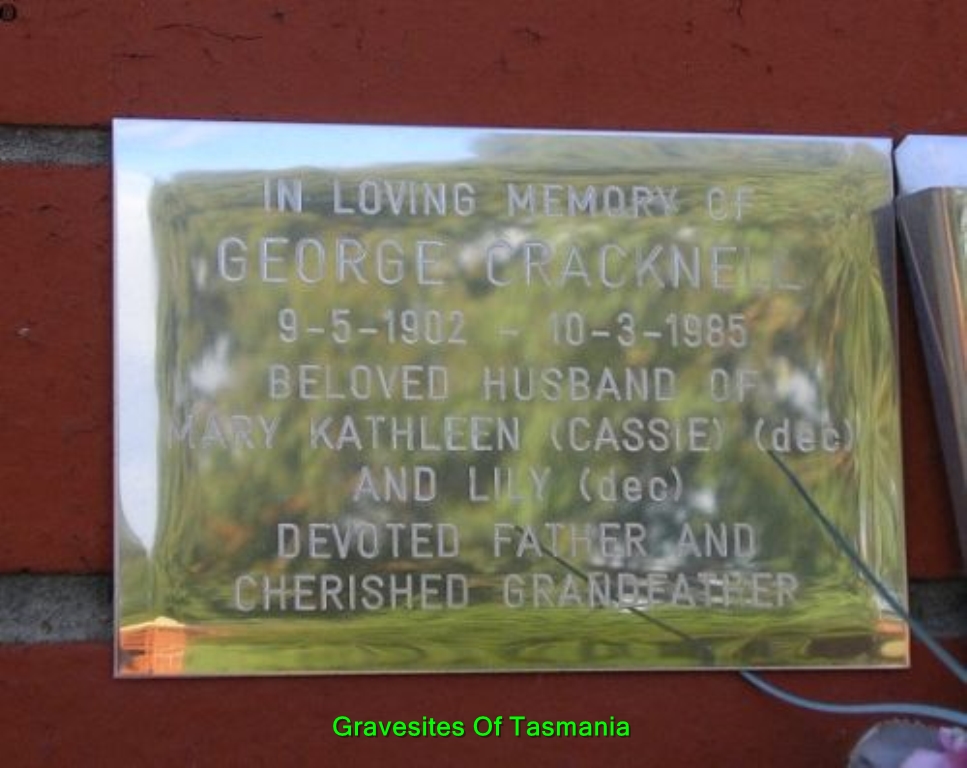 IN LOVING MEMORY OF
GEORGE CRACKNELL
9-5-1902 - 10-3-1985
BELOVED HUSBAND OF
MARY KATHLEEN (CASSIE) (dec)
AND LILY (dec)
DEVOTED FATHER AND
CHERISHED GRANDFATHER
Gravesites Of Tasmania